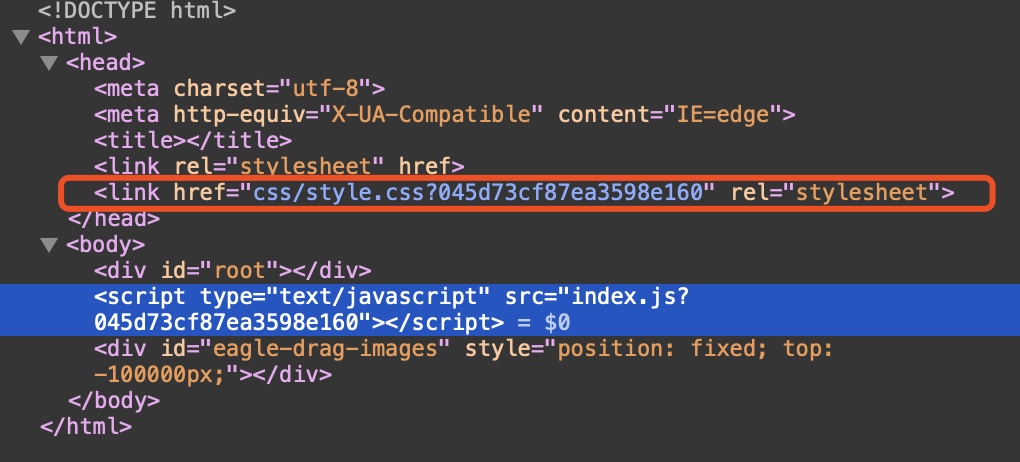 <!DOCTYPE html>
<html>
<head>
<meta charset="utf-8">
<meta http-equiv="X-UA-Compatible" content="IE=edge">
<title></title>
<link rel="stylesheet" href>
<link href="css/style.css?045d73cf87ea3598e160" rel="stylesheet">
</head>
<body>
<div id="root"></div>
<script type="text/javascript" src="index.js?
045d73cf87ea3598e160"></script> = $0
<div id="eagle-drag-images" style="position: fixed; top:
-100000px;"></div>
</body>
</html>